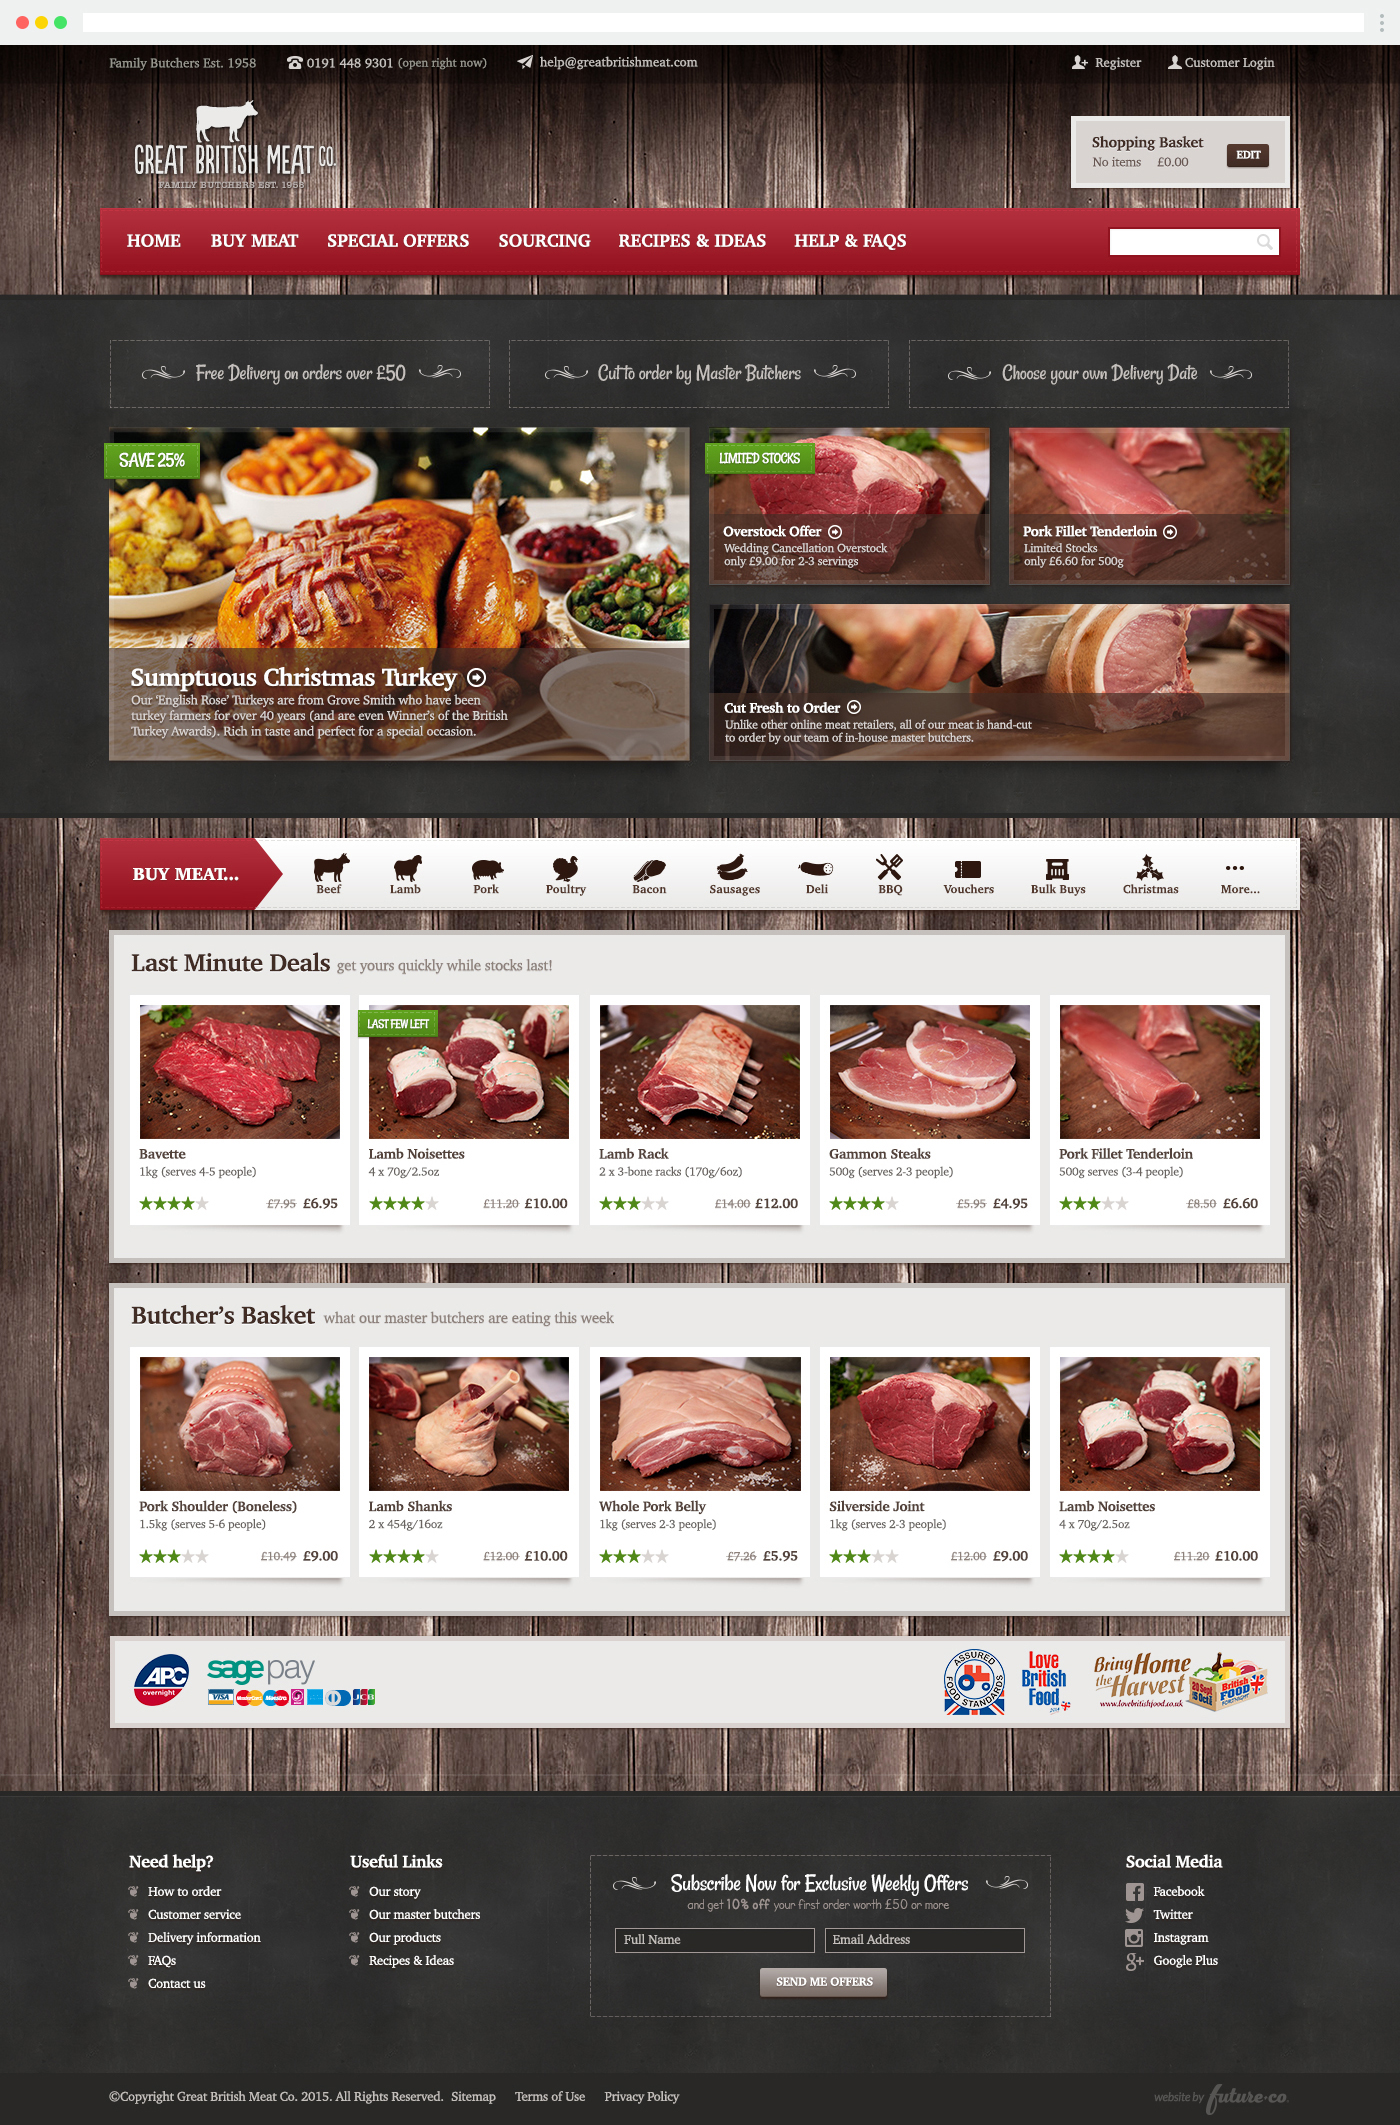 Family Butchers Est. 1958
0191 448 9301 (open right now)
help@greatbritishmeat.com
Register
Customer Login
GREAT BRITISH MEAT CO.
FAMILY BUTCHERS EST. 1958
Shopping Basket
No items £0.00
EDIT
HOME
BUY MEAT
SPECIAL OFFERS
SOURCING
RECIPES & IDEAS
HELP & FAQS
Free Delivery on orders over £50
Cut to order by Master Butchers
Choose your own Delivery Date
SAVE 25%
Sumptuous Christmas Turkey
Our ‘English Rose’ Turkeys are from Grove Smith who have been
turkey farmers for over 40 years (and are even Winner’s of the British
Turkey Awards). Rich in taste and perfect for a special occasion.
LIMITED STOCKS
Overstock Offer
Wedding Cancellation Overstock
only £9.00 for 2-3 servings
Pork Fillet Tenderloin
Limited Stocks
only £6.60 for 500g
Cut Fresh to Order
Unlike other online meat retailers, all of our meat is hand-cut
to order by our team of in-house master butchers.
BUY MEAT...
Beef
Lamb
Pork
Poultry
Bacon
Sausages
Deli
BBQ
Vouchers
Bulk Buys
Christmas
More...
Last Minute Deals get yours quickly while stocks last!
Bavette
1kg (serves 4-5 people)
£7.95 £6.95
LAST FEW LEFT
Lamb Noisettes
4 x 70g/2.5oz
£11.20 £10.00
Lamb Rack
2 x 3-bone racks (170g/6oz)
£14.00 £12.00
Gammon Steaks
500g (serves 2-3 people)
£5.95 £4.95
Pork Fillet Tenderloin
500g serves (3-4 people)
£8.50 £6.60
Butcher’s Basket what our master butchers are eating this week
Pork Shoulder (Boneless)
1.5kg (serves 5-6 people)
£10.49 £9.00
Lamb Shanks
2 x 454g/16oz
£12.00 £10.00
Whole Pork Belly
1kg (serves 2-3 people)
£7.26 £5.95
Silverside Joint
1kg (serves 2-3 people)
£12.00 £9.00
Lamb Noisettes
4 x 70g/2.5oz
£11.20 £10.00
APC
overnight
sage pay
VISA
MasterCard
Maestro
JCB
ASSURED
FOOD STANDARDS
Love
British
Food
Bring Home
the Harvest
www.lovebritishfood.co.uk
20 Sept
British
FOOD
FORTNIGHT
Need help?
How to order
Customer service
Delivery information
FAQs
Contact us
Useful Links
Our story
Our master butchers
Our products
Recipes & Ideas
Subscribe Now for Exclusive Weekly Offers
and get 10% off your first order worth £50 or more
Full Name
Email Address
SEND ME OFFERS
Social Media
Facebook
Twitter
Instagram
Google Plus
©Copyright Great British Meat Co. 2015. All Rights Reserved.
Sitemap
Terms of Use
Privacy Policy
website by future.co.